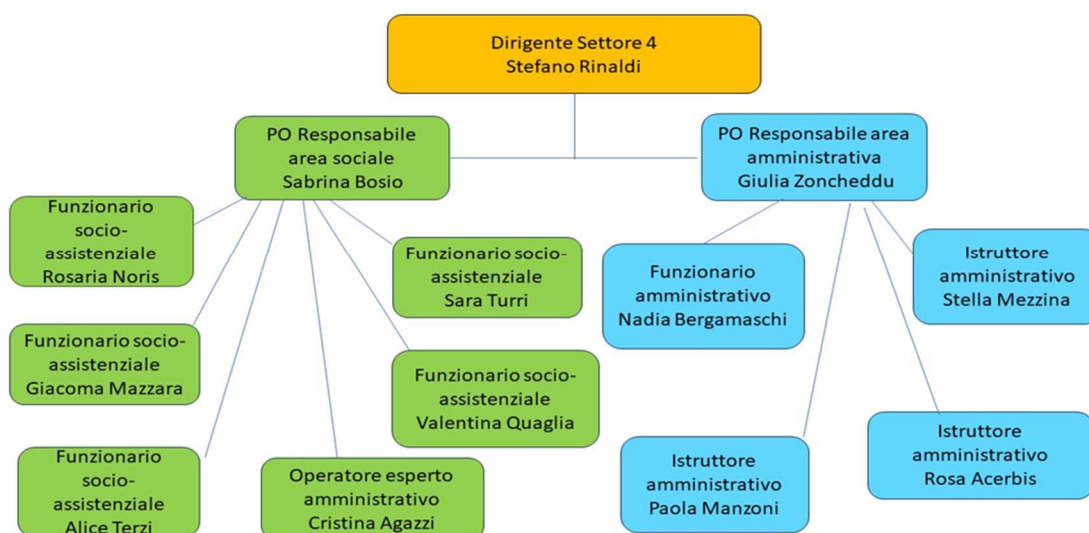 Dirigente Settore 4
Stefano Rinaldi
PO Responsabile
area sociale
Sabrina Bosio
PO Responsabile area
amministrativa
Giulia Zoncheddu
Funzionario
socio-
assistenziale
Rosaria Noris
Funzionario socio-
assistenziale
Sara Turri
Funzionario
amministrativo
Nadia Bergamaschi
Istruttore
amministrativo
Stella Mezzina
Funzionario socio-
assistenziale
Giacoma Mazzara
Funzionario socio-
assistenziale
Valentina Quaglia
Funzionario
socio-
assistenziale
Alice Terzi
Operatore esperto
amministrativo
Cristina Agazzi
Istruttore
amministrativo
Paola Manzoni
Istruttore
amministrativo
Rosa Acerbis